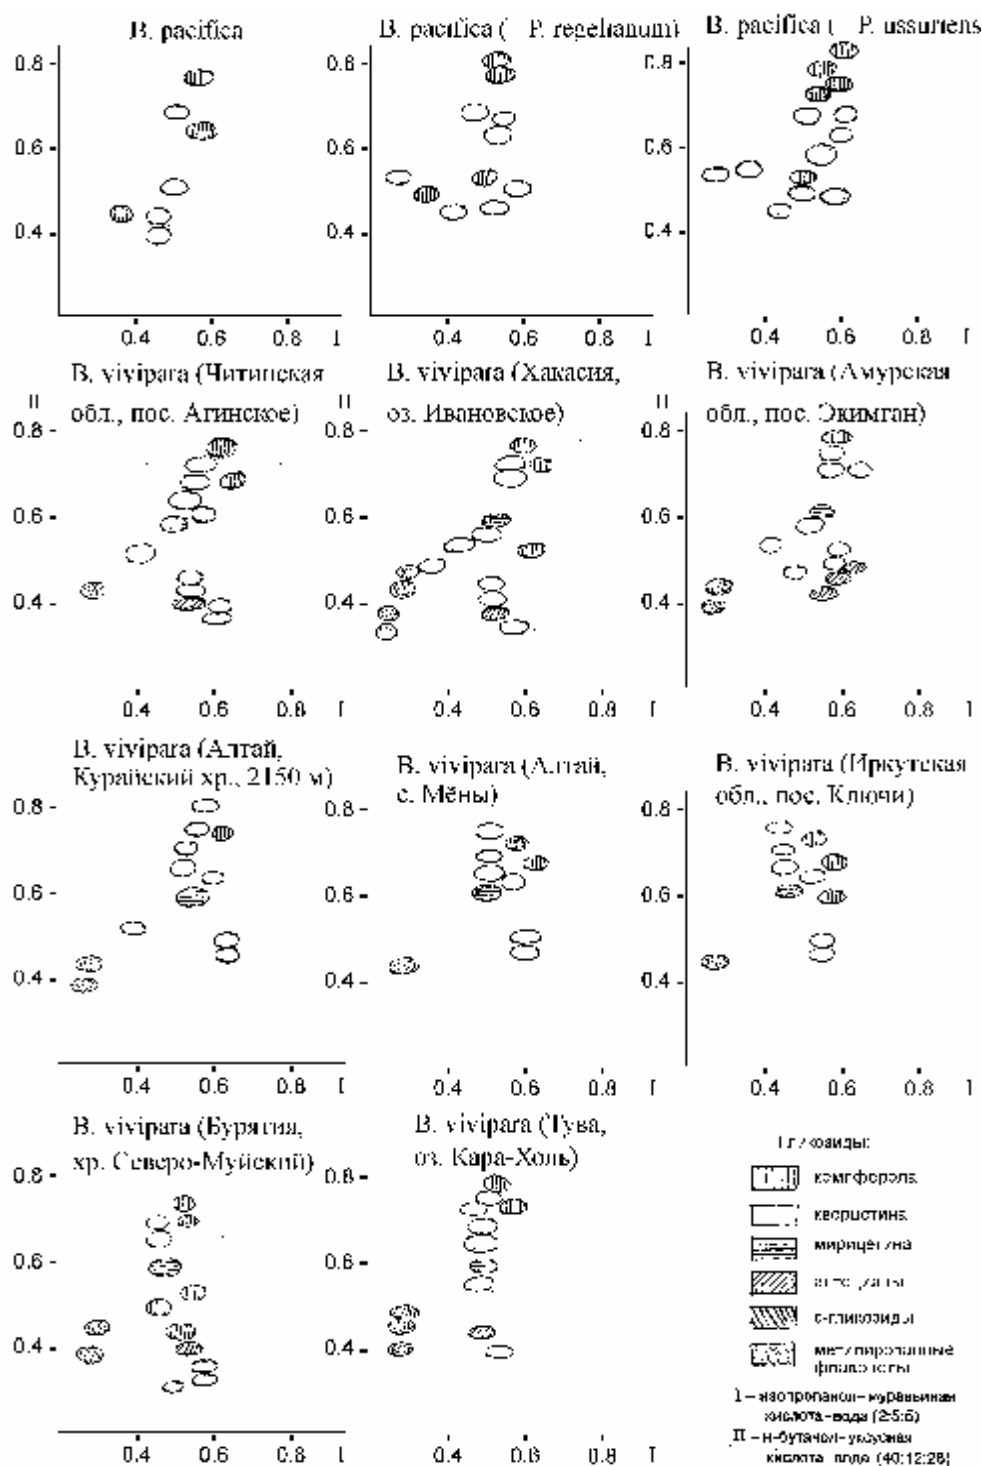 B. pacifica
B. pacifica ( P. regelianum)
B. pacifica ( P. ussuriens
0.8
0.6
0.4
0.4 0.6 0.8 I
0.8
0.6
0.4
0.4 0.6 0.8 I
0.8
0.6
0.4
0.4 0.6 0.8 I
B. vivipara (Читинская
обл., пос. Агинское)
II
0.8
0.6
0.4
0.4 0.6 0.8 I
B. vivipara (Хакасия,
оз. Ивановское)
II
0.8
0.6
0.4
0.4 0.6 0.8 I
B. vivipara (Амурская
обл., пос. Экимган)
II
0.8
0.6
0.4
0.4 0.6 0.8 I
B. vivipara (Алтай,
Курайский хр., 2150 м)
0.8
0.6
0.4
0.4 0.6 0.8 I
B. vivipara (Алтай,
с. Мёны)
0.8
0.6
0.4
0.4 0.6 0.8 I
B. vivipara (Иркутская
обл., пос. Ключи)
0.8
0.6
0.4
0.4 0.6 0.8 I
B. vivipara (Бурятия,
хр. Северо-Муйский)
0.8
0.6
0.4
0.4 0.6 0.8 I
B. vivipara (Тува,
оз. Кара-Холь)
0.8
0.6
0.4
0.4 0.6 0.8 I
Гликозиды:
кемпферола
кверцетина
мирицетина
антоцианы
с-гликозиды
метилированные
флавонолы
I – изопропанол–муравьиная
кислота–вода (2:5:5)
II – н-бутанол–уксусная
кислота–вода (40:12:28)